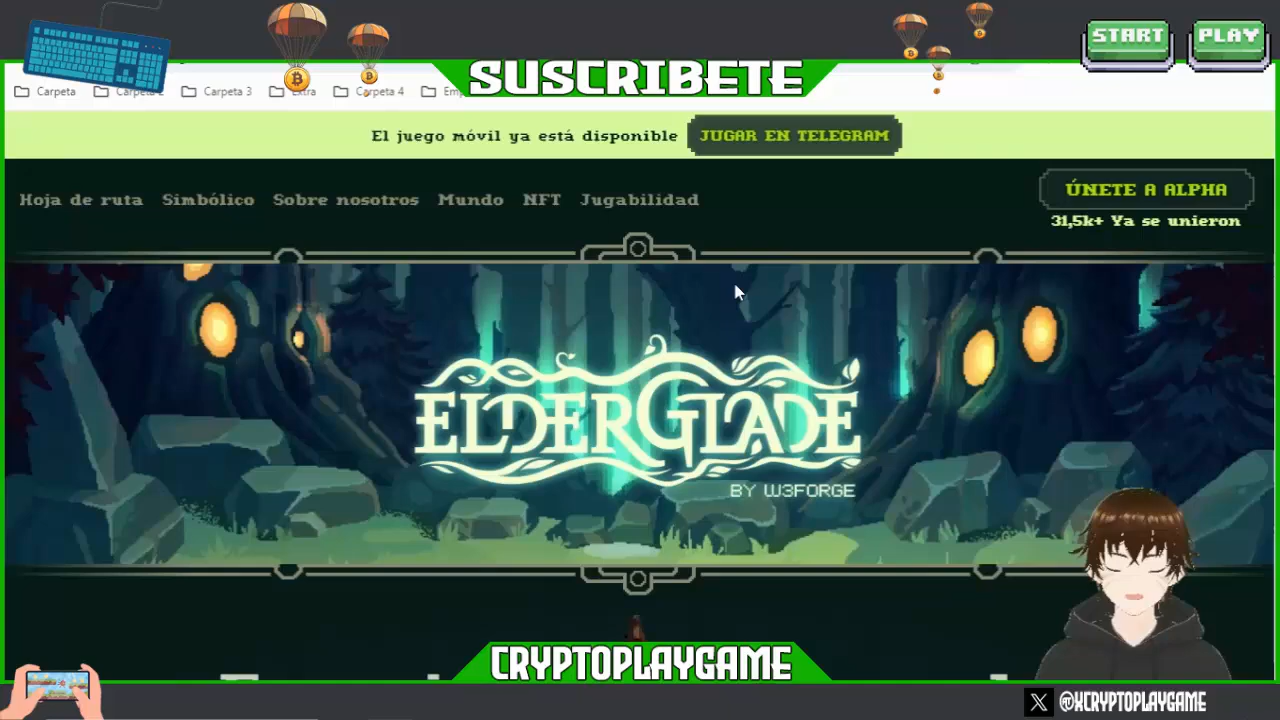 START
PLAY
SUSCRIBETE
Carpeta
Carpeta 2
Carpeta 3
Extra
Carpeta 4
El juego móvil ya está disponible
JUGAR EN TELEGRAM
Hoja de ruta
Simbólico
Sobre nosotros
Mundo
NFT
Jugabilidad
ÚNETE A ALPHA
31,5k+ Ya se unieron
ELDERGLADE
BY W3FORGE
CRYPTOPLAYGAME
@XCRYPTOPLAYGAME